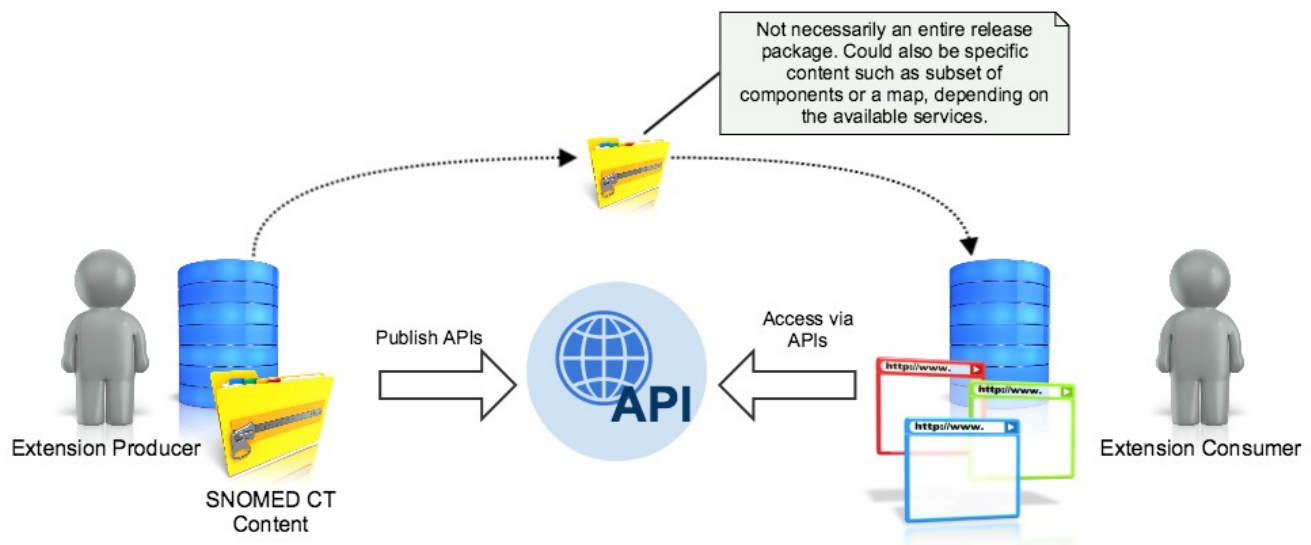 Not necessarily an entire release
package. Could also be specific
content such as subset of
components or a map, depending on
the available services.
Publish APIs
Access via
APIs
API
http://www.
http://www.
http://www.
Extension Producer
Extension Consumer
SNOMED CT
Content